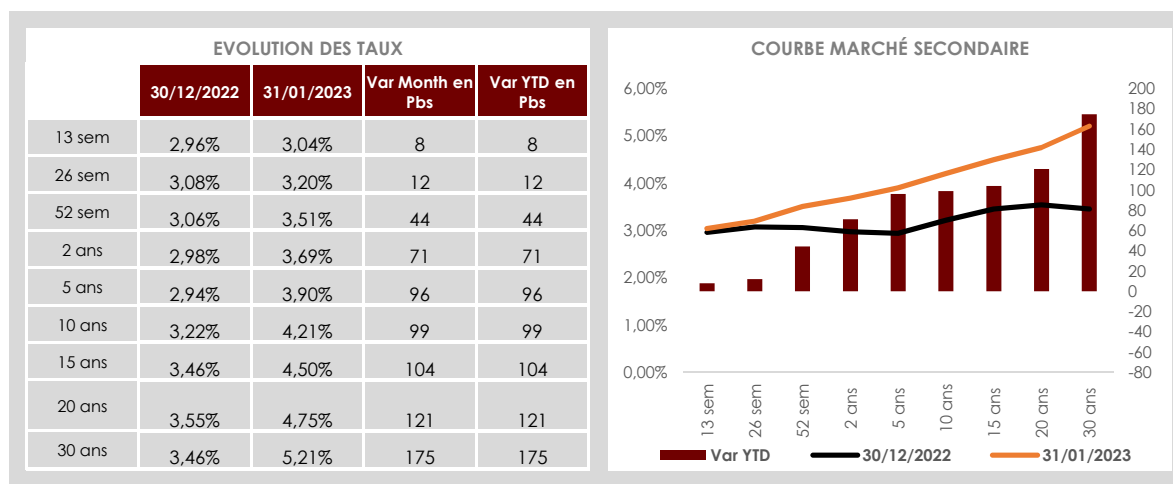 EVOLUTION DES TAUX
30/12/2022 31/01/2023 Var Month en Pbs Var YTD en Pbs
13 sem 2,96% 3,04% 8 8
26 sem 3,08% 3,20% 12 12
52 sem 3,06% 3,51% 44 44
2 ans 2,98% 3,69% 71 71
5 ans 2,94% 3,90% 96 96
10 ans 3,22% 4,21% 99 99
15 ans 3,46% 4,50% 104 104
20 ans 3,55% 4,75% 121 121
30 ans 3,46% 5,21% 175 175
COURBE MARCHÉ SECONDAIRE
6,00%
5,00%
4,00%
3,00%
2,00%
1,00%
0,00%
200
180
160
140
120
100
80
60
40
20
0
-20
-40
-60
-80
13 sem
26 sem
52 sem
2 ans
5 ans
10 ans
15 ans
20 ans
30 ans
Var YTD 30/12/2022 31/01/2023